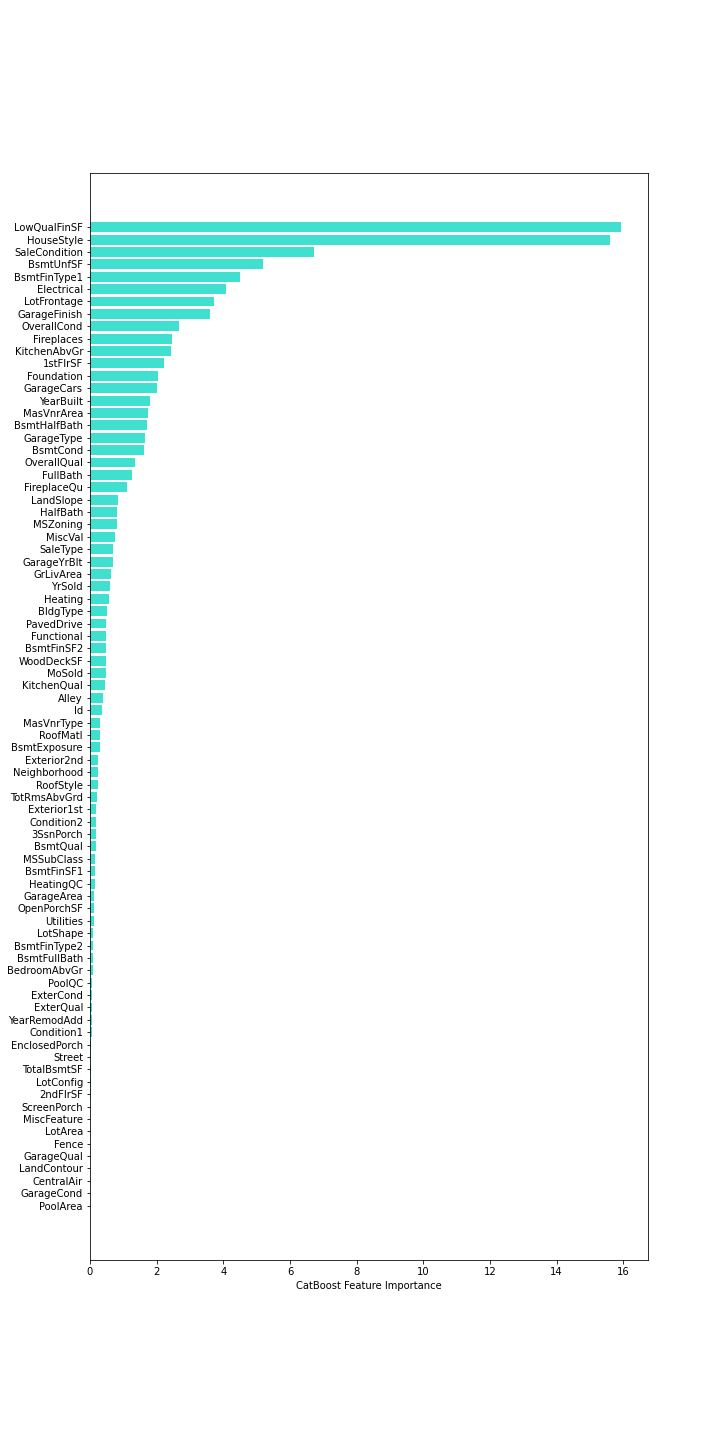 LowQualFinSF
HouseStyle
SaleCondition
BsmtUnfSF
BsmtFinType1
Electrical
LotFrontage
GarageFinish
OverallCond
Fireplaces
KitchenAbvGr
1stFlrSF
Foundation
GarageCars
YearBuilt
MasVnrArea
BsmtHalfBath
GarageType
BsmtCond
OverallQual
FullBath
FireplaceQu
LandSlope
HalfBath
MSZoning
MiscVal
SaleType
GarageYrBlt
GrLivArea
YrSold
Heating
BldgType
PavedDrive
Functional
BsmtFinSF2
WoodDeckSF
MoSold
KitchenQual
Alley
Id
MasVnrType
RoofMatl
BsmtExposure
Exterior2nd
Neighborhood
RoofStyle
TotRmsAbvGrd
Exterior1st
Condition2
3SsnPorch
BsmtQual
MSSubClass
BsmtFinSF1
HeatingQC
GarageArea
OpenPorchSF
Utilities
LotShape
BsmtFinType2
BsmtFullBath
BedroomAbvGr
PoolQC
ExterCond
ExterQual
YearRemodAdd
Condition1
EnclosedPorch
Street
TotalBsmtSF
LotConfig
2ndFlrSF
ScreenPorch
MiscFeature
LotArea
Fence
GarageQual
LandContour
CentralAir
GarageCond
PoolArea
0 2 4 6 8 10 12 14 16
CatBoost Feature Importance